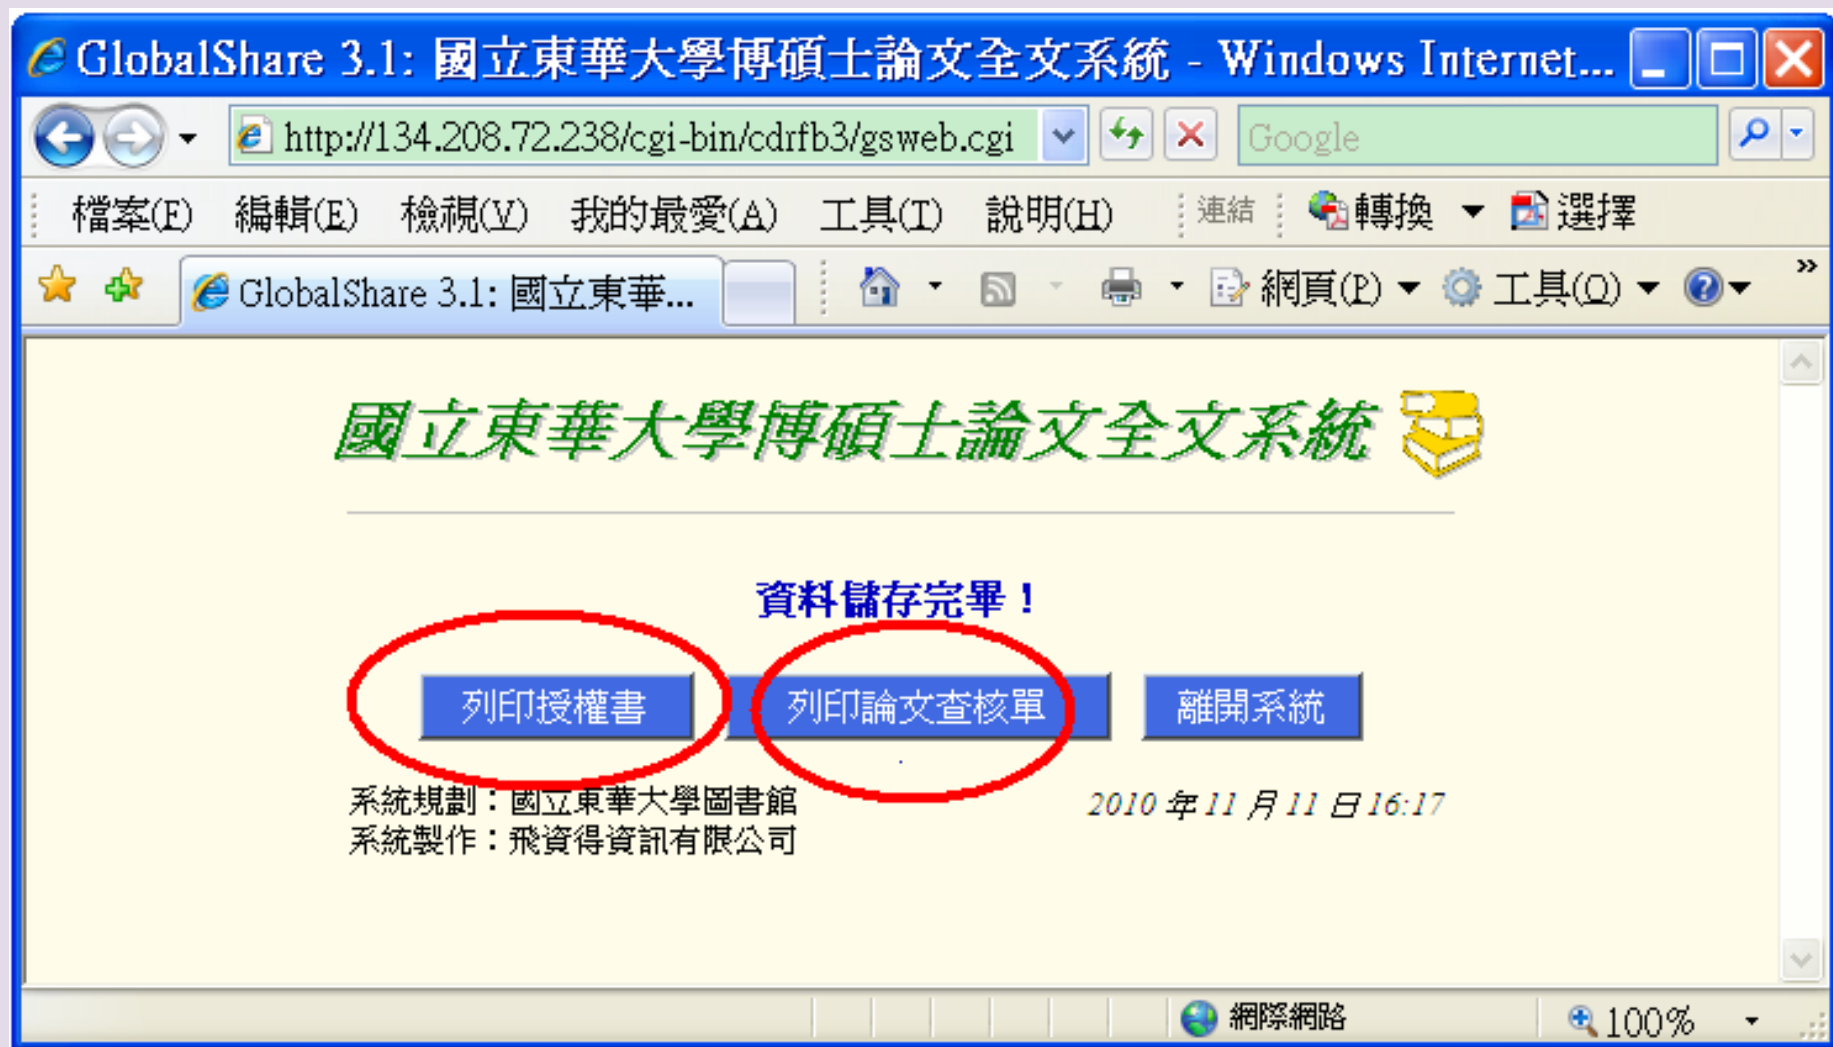 GlobalShare 3.1: 國立東華大學博碩士論文全文系統 - Windows Internet...
http://134.208.72.238/cgi-bin/cdrfb3/gsweb.cgi Google
檔案(F) 編輯(E) 檢視(V) 我的最愛(A) 工具(T) 說明(H) 連結 轉換 選擇
GlobalShare 3.1: 國立東華... 網頁(P) 工具(O) »
國立東華大學博碩士論文全文系統
資料儲存完畢！
列印授權書 列印論文查核單 離開系統
系統規劃：國立東華大學圖書館 2010 年 11 月 11 日 16:17
系統製作：飛資得資訊有限公司
網際網路 100%